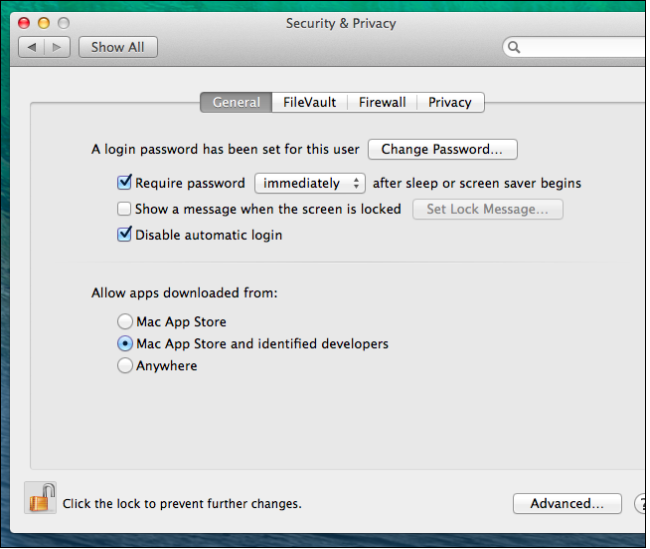 Security & Privacy
Show All
General FileVault Firewall Privacy
A login password has been set for this user Change Password...
Require password immediately after sleep or screen saver begins
Show a message when the screen is locked Set Lock Message...
Disable automatic login
Allow apps downloaded from:
Mac App Store
Mac App Store and identified developers
Anywhere
Click the lock to prevent further changes. Advanced... ?